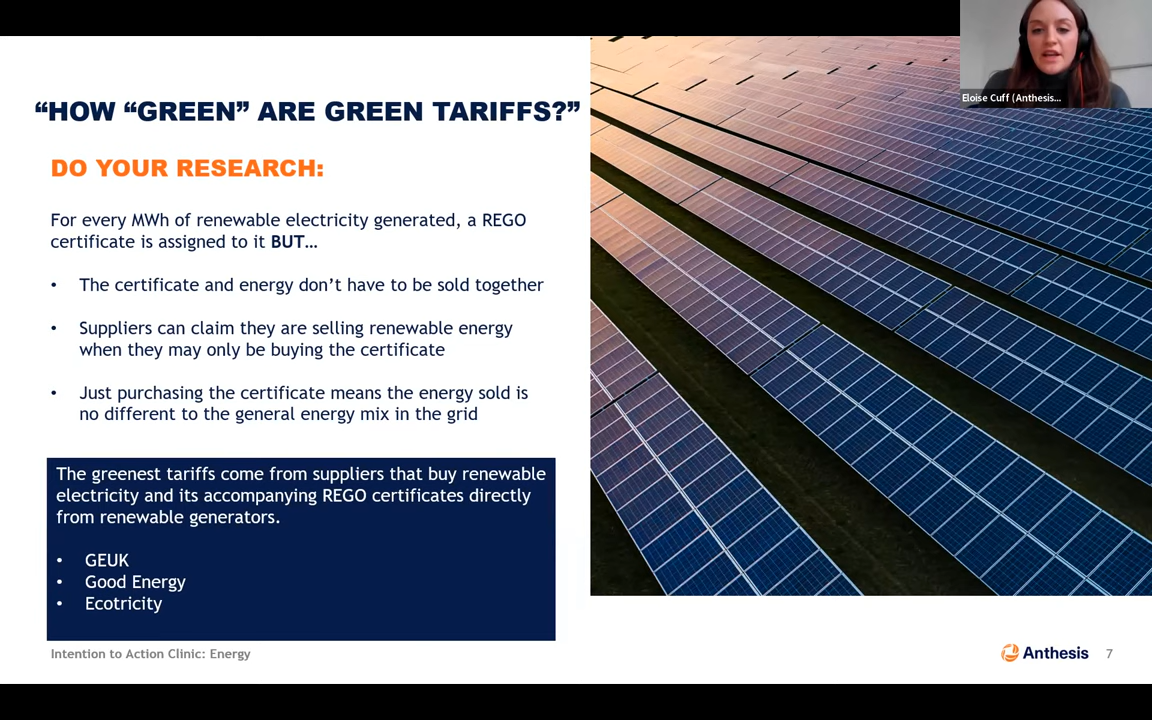 “HOW “GREEN” ARE GREEN TARIFFS?”
DO YOUR RESEARCH:
For every MWh of renewable electricity generated, a REGO
certificate is assigned to it BUT…
• The certificate and energy don’t have to be sold together
• Suppliers can claim they are selling renewable energy
when they may only be buying the certificate
• Just purchasing the certificate means the energy sold is
no different to the general energy mix in the grid
The greenest tariffs come from suppliers that buy renewable
electricity and its accompanying REGO certificates directly
from renewable generators.
• GEUK
• Good Energy
• Ecotricity
Intention to Action Clinic: Energy
Anthesis
7
Eloise Cuff (Anthesis...